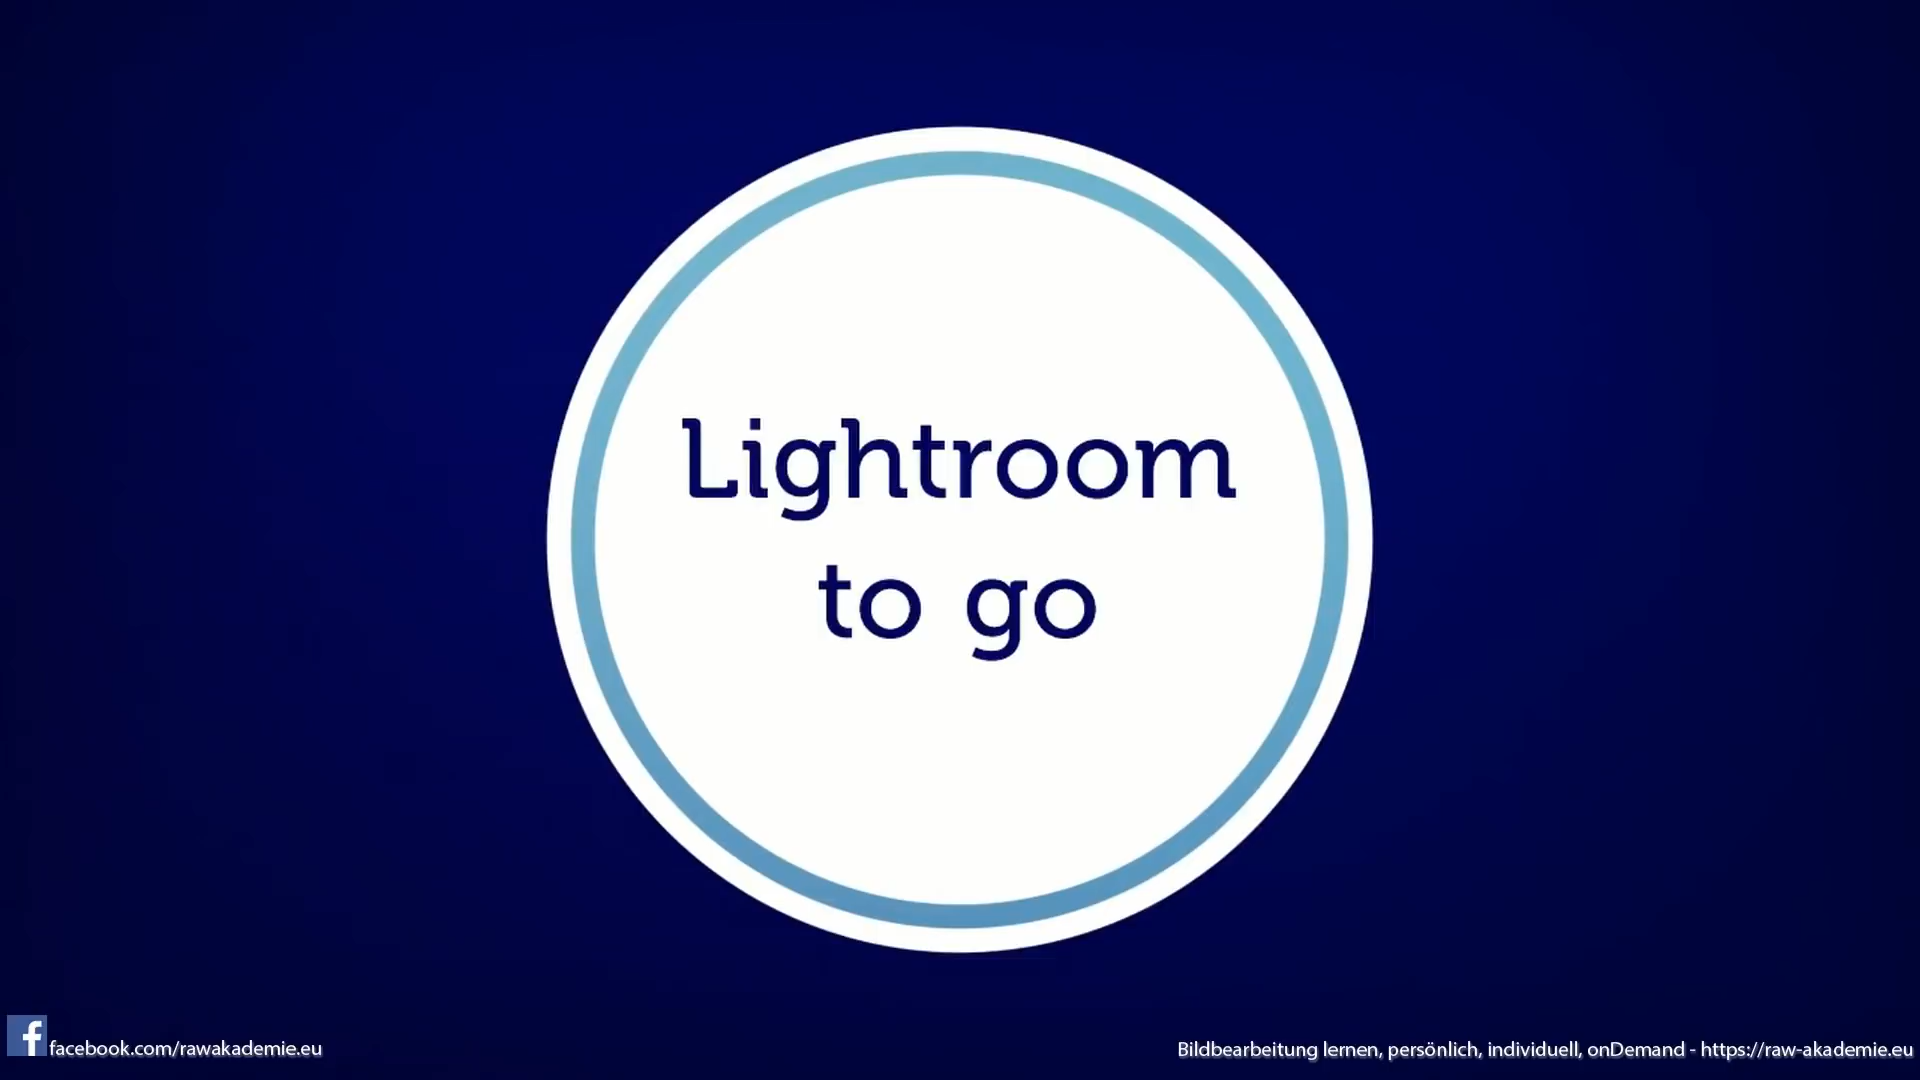 Lightroom
to go
facebook.com/rawakademie.eu
Bildbearbeitung lernen, persönlich, individuell, onDemand - https://raw-akademie.eu